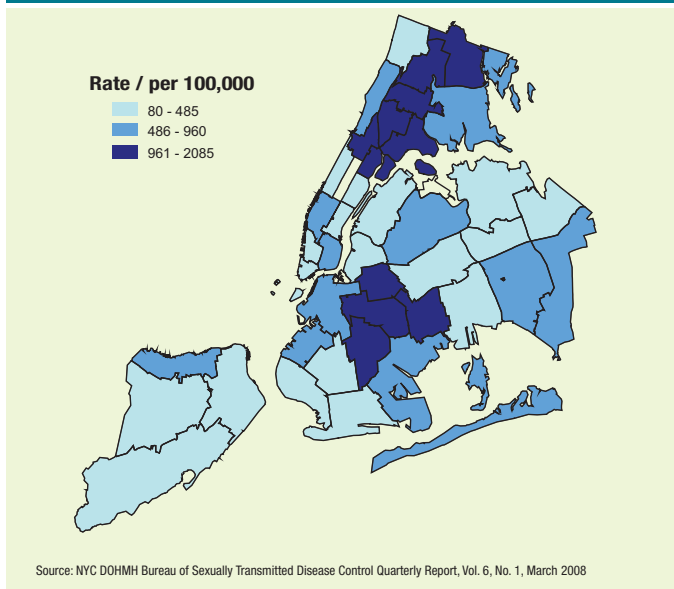 Rate / per 100,000
80 - 485
486 - 960
961 - 2085
Source: NYC DOHMH Bureau of Sexually Transmitted Disease Control Quarterly Report, Vol. 6, No. 1, March 2008